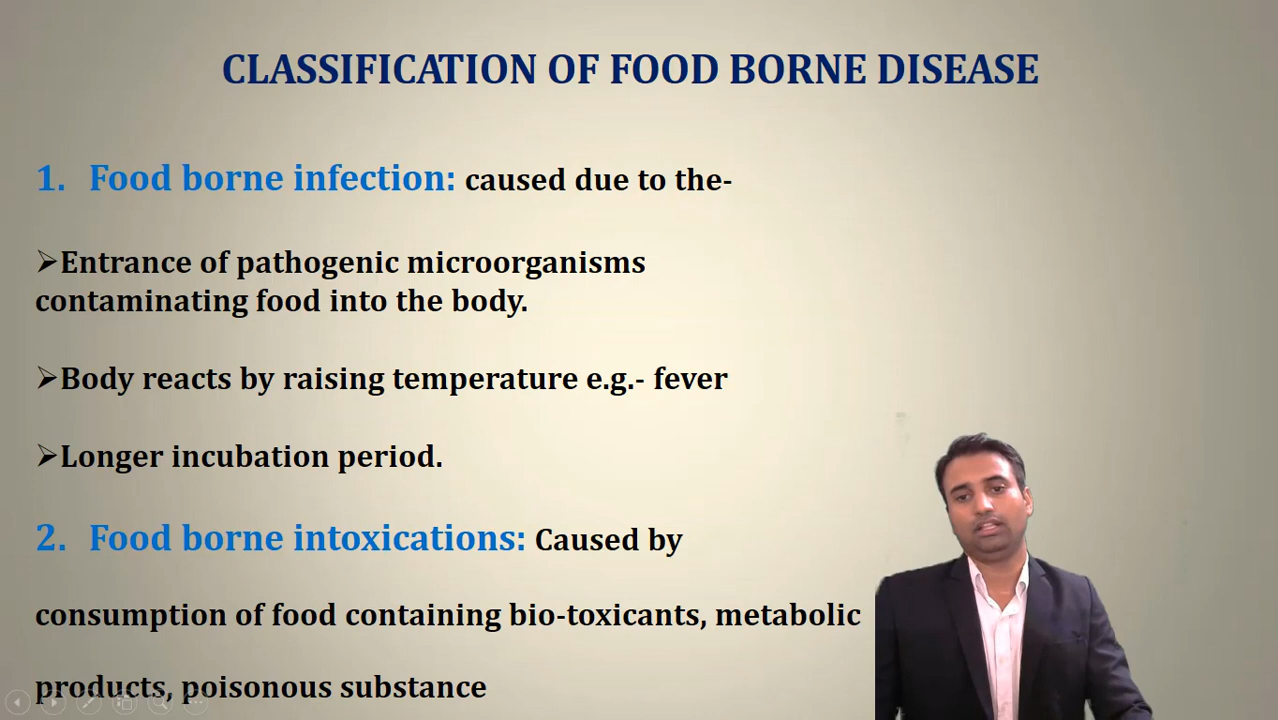 CLASSIFICATION OF FOOD BORNE DISEASE
1. Food borne infection: caused due to the-
➢Entrance of pathogenic microorganisms
contaminating food into the body.
➢Body reacts by raising temperature e.g.- fever
➢Longer incubation period.
2. Food borne intoxications: Caused by
consumption of food containing bio-toxicants, metabolic
products, poisonous substance